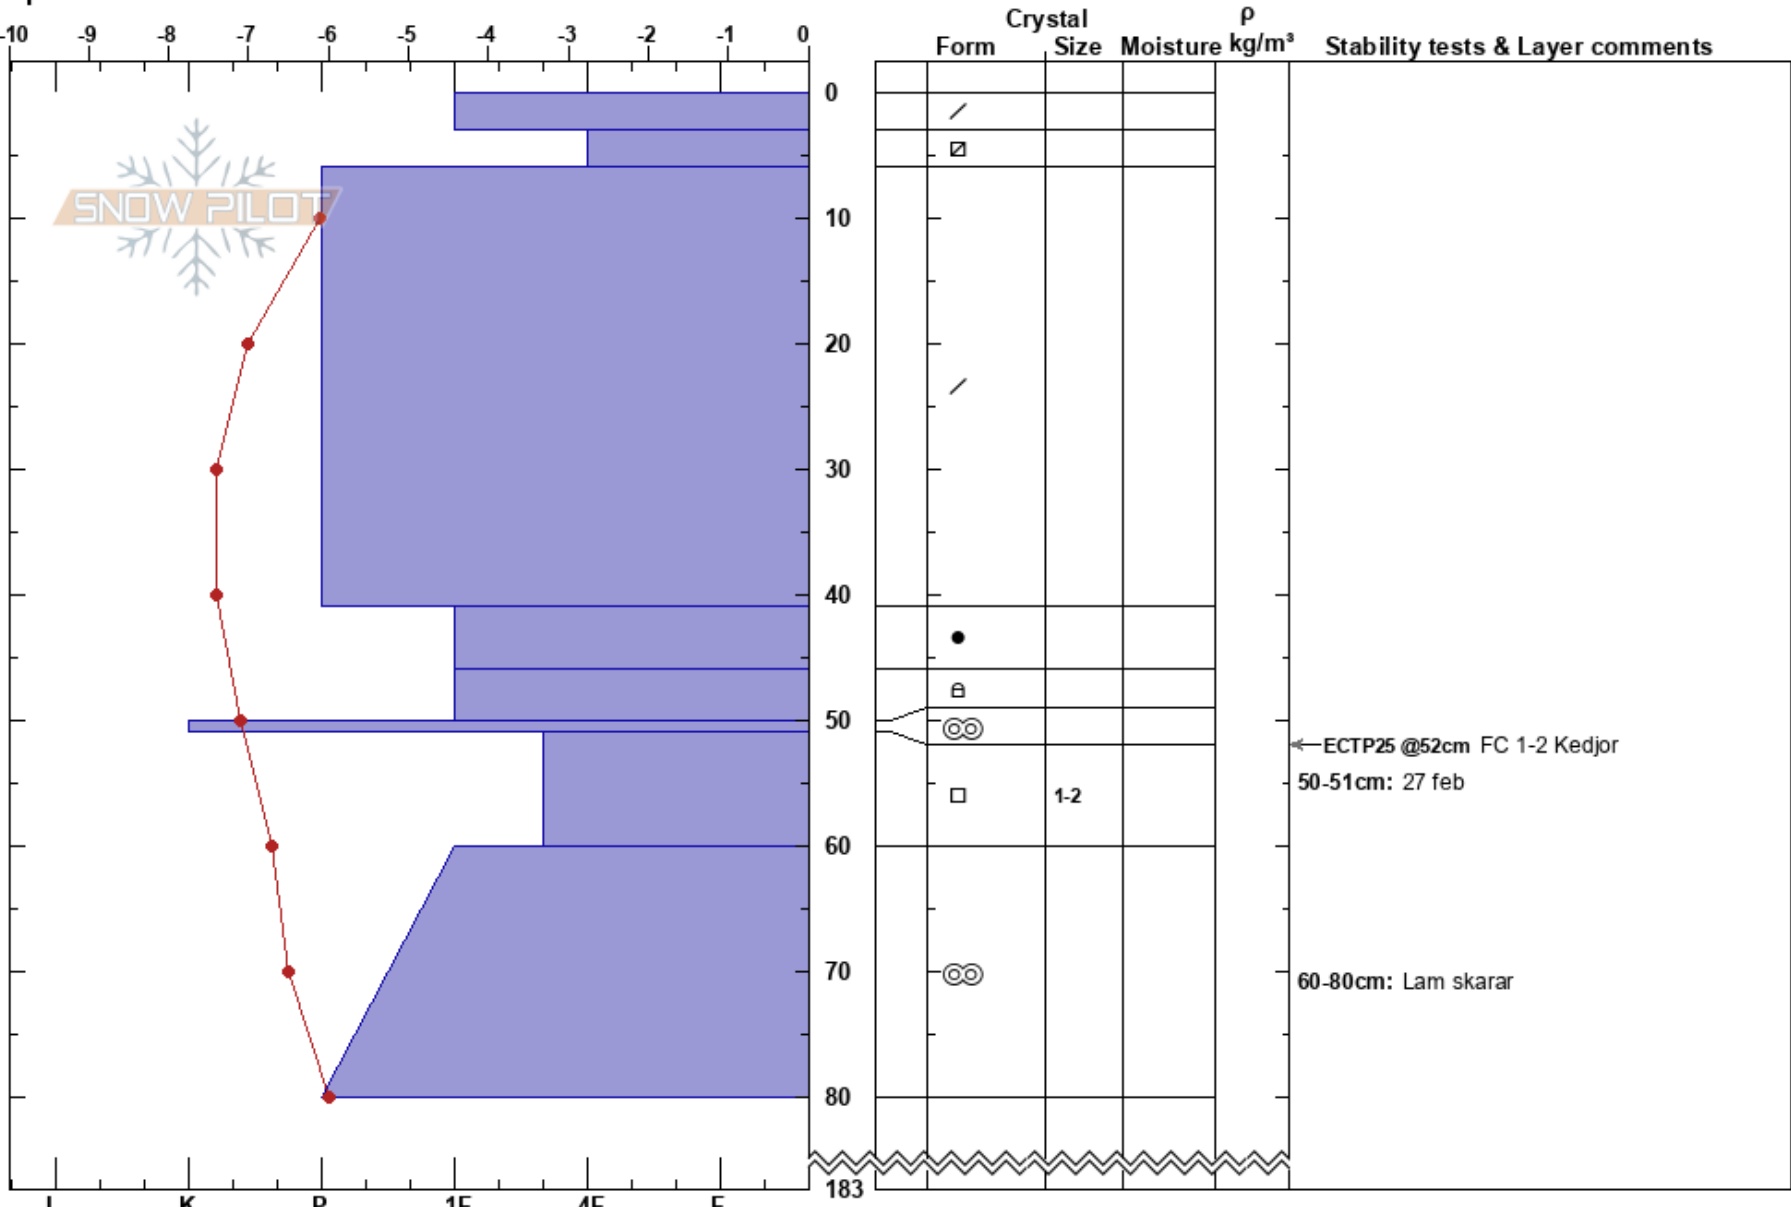 Crystal ρ
-10 -9 -8 -7 -6 -5 -4 -3 -2 -1 0 Form Size Moisture kg/m³ Stability tests & Layer comments
0
SNOW PILOT
10
20
30
40
50
ECTP25 @52cm FC 1-2 Kedjor
50-51cm: 27 feb
1-2
60
70
60-80cm: Lam skarar
80
183
I K P 1F 4F F